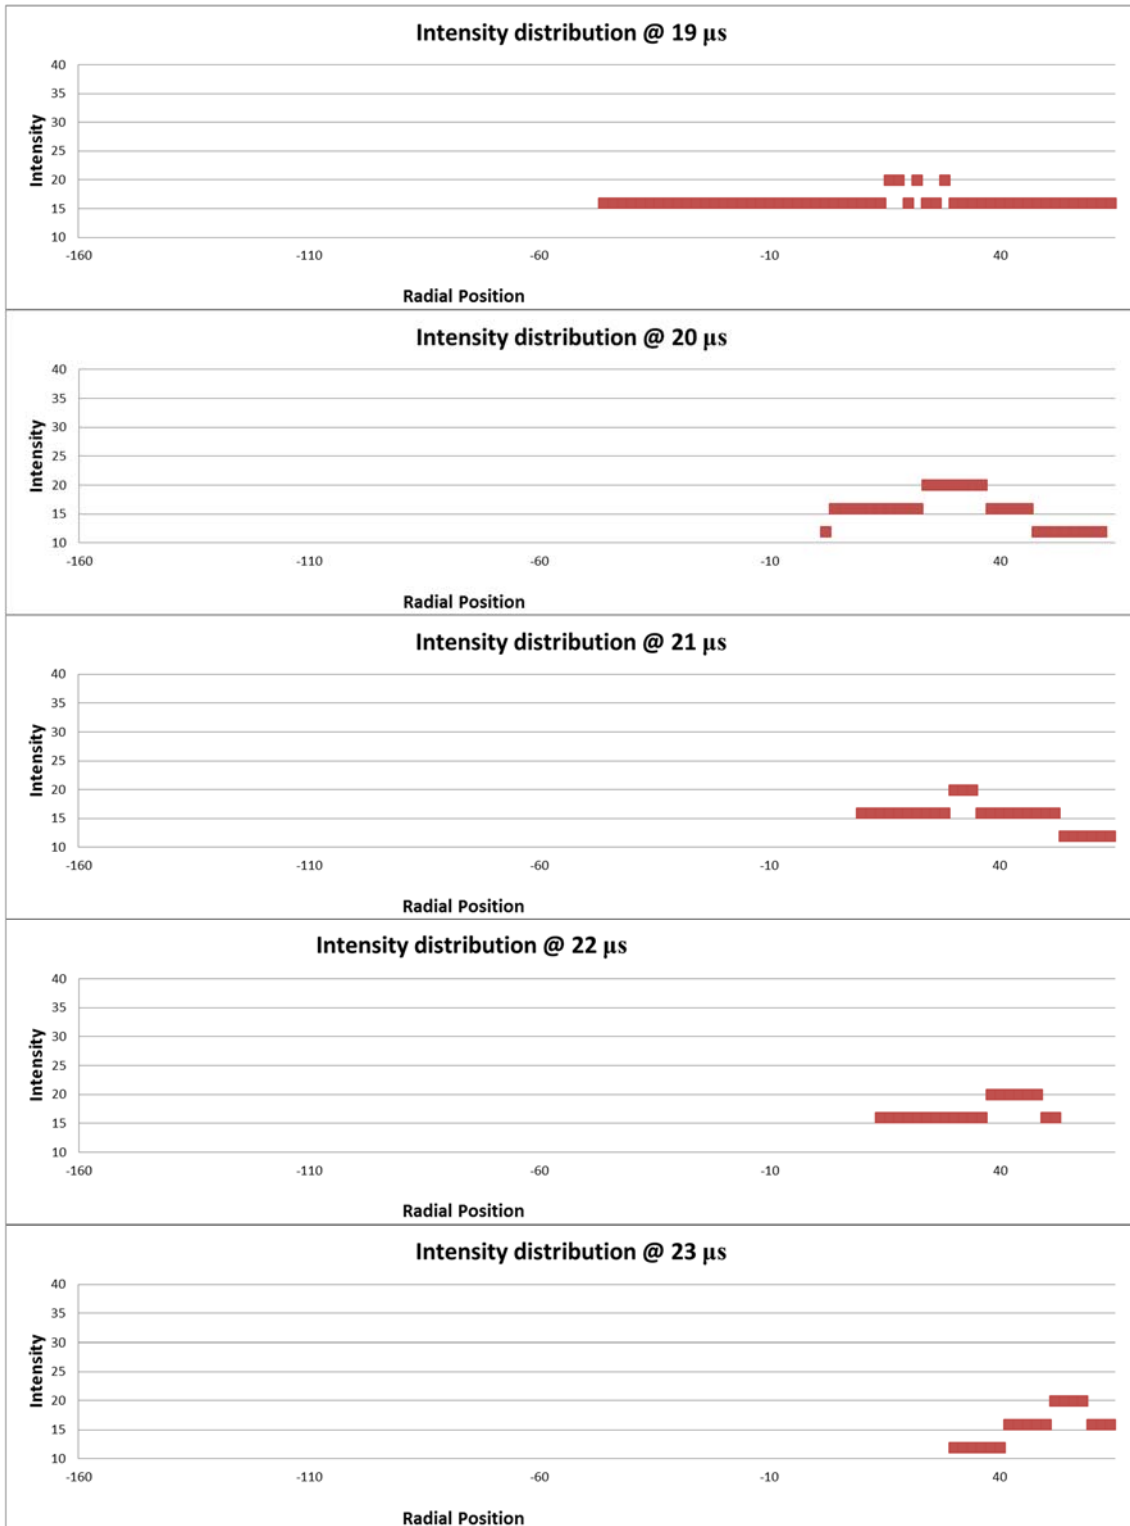 Intensity distribution @ 19 µs
Intensity
40
35
30
25
20
15
10
-160 -110 -60 -10 40
Radial Position
Intensity distribution @ 20 µs
Intensity
40
35
30
25
20
15
10
-160 -110 -60 -10 40
Radial Position
Intensity distribution @ 21 µs
Intensity
40
35
30
25
20
15
10
-160 -110 -60 -10 40
Radial Position
Intensity distribution @ 22 µs
Intensity
40
35
30
25
20
15
10
-160 -110 -60 -10 40
Radial Position
Intensity distribution @ 23 µs
Intensity
40
35
30
25
20
15
10
-160 -110 -60 -10 40
Radial Position